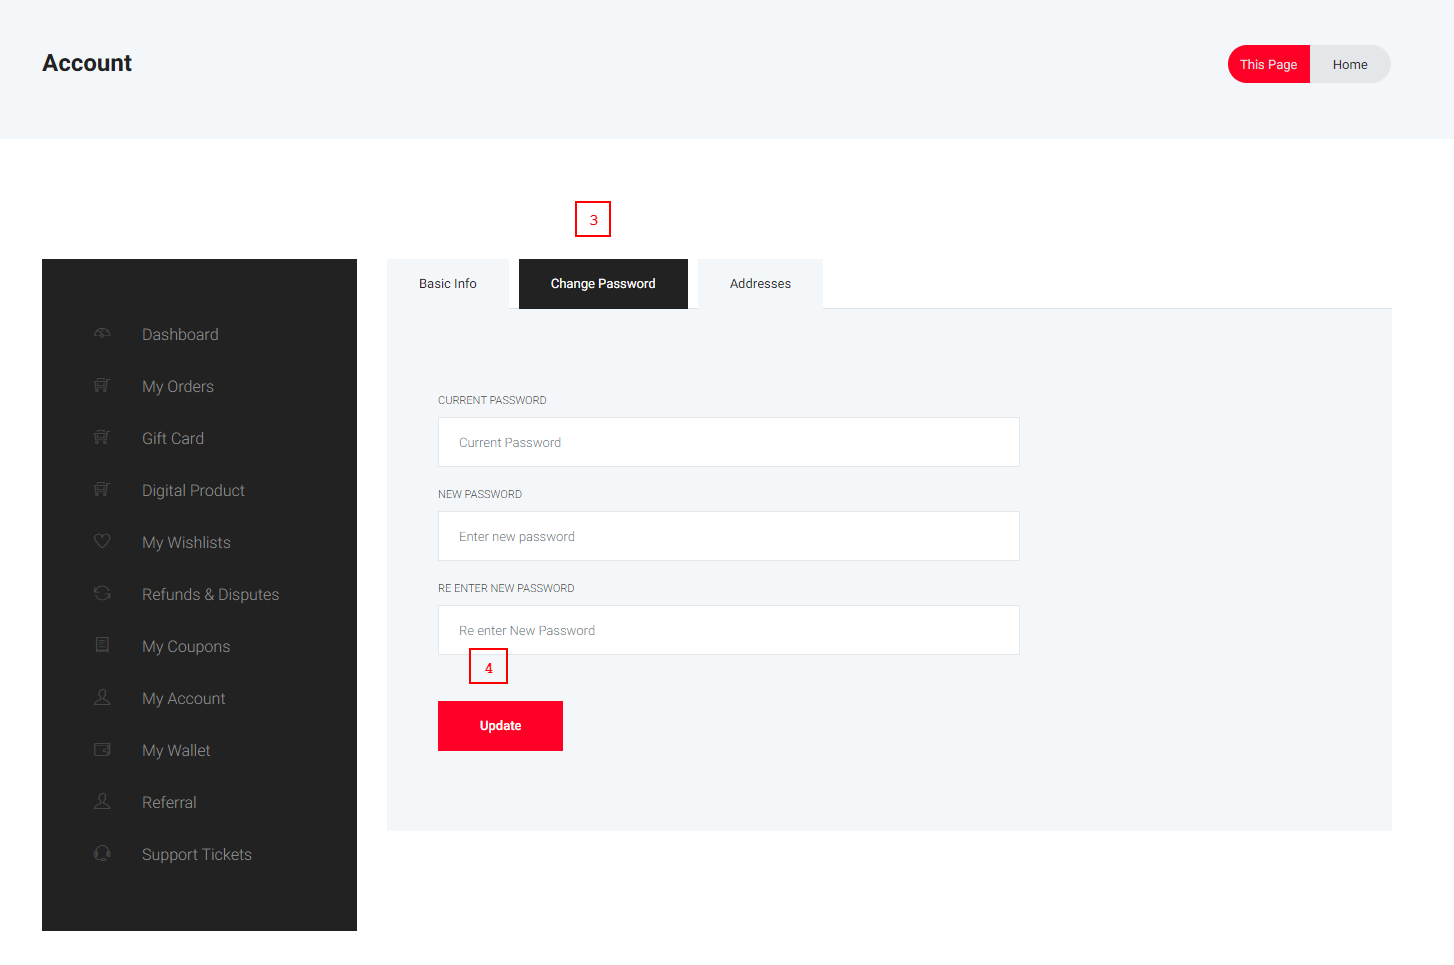 Account
This Page
Home
3
Basic Info
Change Password
Addresses
Dashboard
My Orders
Gift Card
Digital Product
My Wishlists
Refunds & Disputes
My Coupons
My Account
My Wallet
Referral
Support Tickets
CURRENT PASSWORD
Current Password
NEW PASSWORD
Enter new password
RE ENTER NEW PASSWORD
Re enter New Password
4
Update